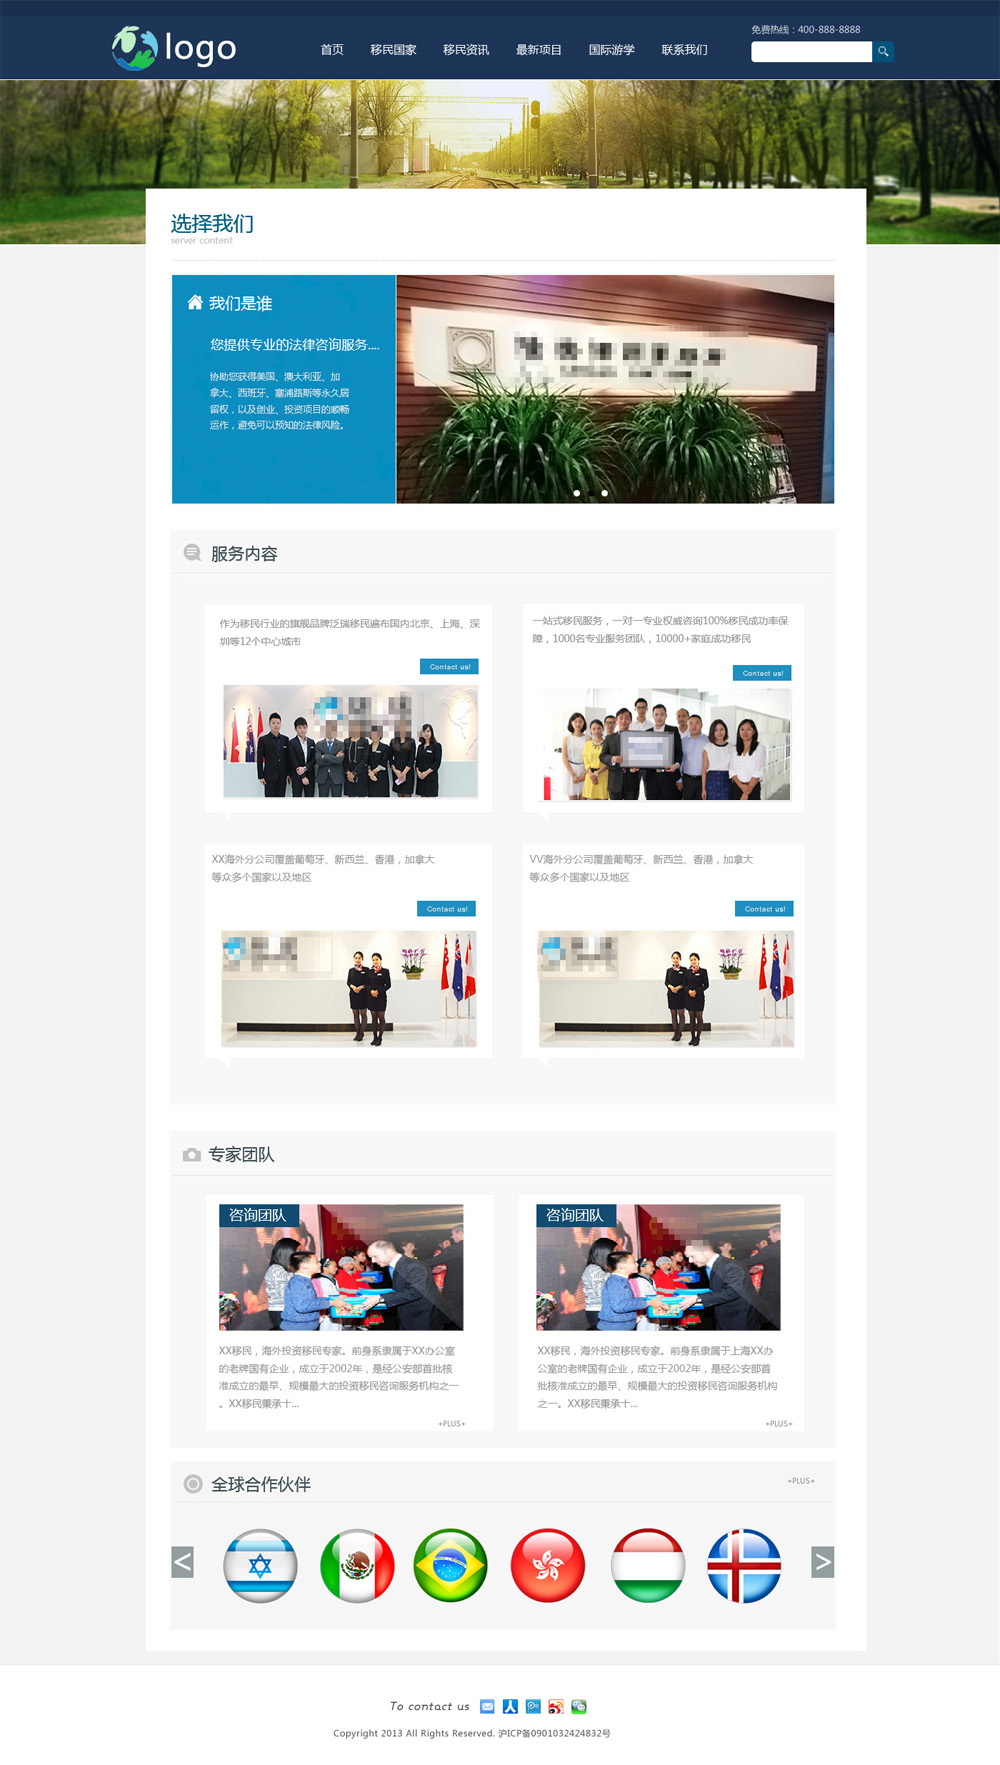 logo
首页 移民国家 移民资讯 最新项目 国际游学 联系我们
免费热线：400-888-8888
选择我们
server content
我们是谁
您提供专业的法律咨询服务....
协助您获得美国、澳大利亚、加
拿大、西班牙、塞浦路斯等永久居
留权，以及创业、投资项目的顺畅
运作，避免可以预知的法律风险。
服务内容
作为移民行业的旗舰品牌泛瑞移民遍布国内北京、上海、深
圳等12个中心城市
Contact us!
一站式移民服务，一对一专业权威咨询100%移民成功率保
障，1000名专业服务团队，10000+家庭成功移民
Contact us!
XX海外分公司覆盖葡萄牙、新西兰、香港，加拿大
等众多个国家以及地区
Contact us!
VV海外分公司覆盖葡萄牙、新西兰、香港，加拿大
等众多个国家以及地区
Contact us!
专家团队
咨询团队
XX移民，海外投资移民专家。前身系隶属于XX办公室
的老牌国有企业，成立于2002年，是经公安部首批核
准成立的最早、规模最大的投资移民咨询服务机构之一
。XX移民秉承十...
+PLUS+
咨询团队
XX移民，海外投资移民专家。前身系隶属于上海XX办
公室的老牌国有企业，成立于2002年，是经公安部首
批核准成立的最早、规模最大的投资移民咨询服务机构
之一。XX移民秉承十...
+PLUS+
全球合作伙伴
+PLUS+
< >
To contact us
Copyright 2013 All Rights Reserved. 沪ICP备0901032424832号